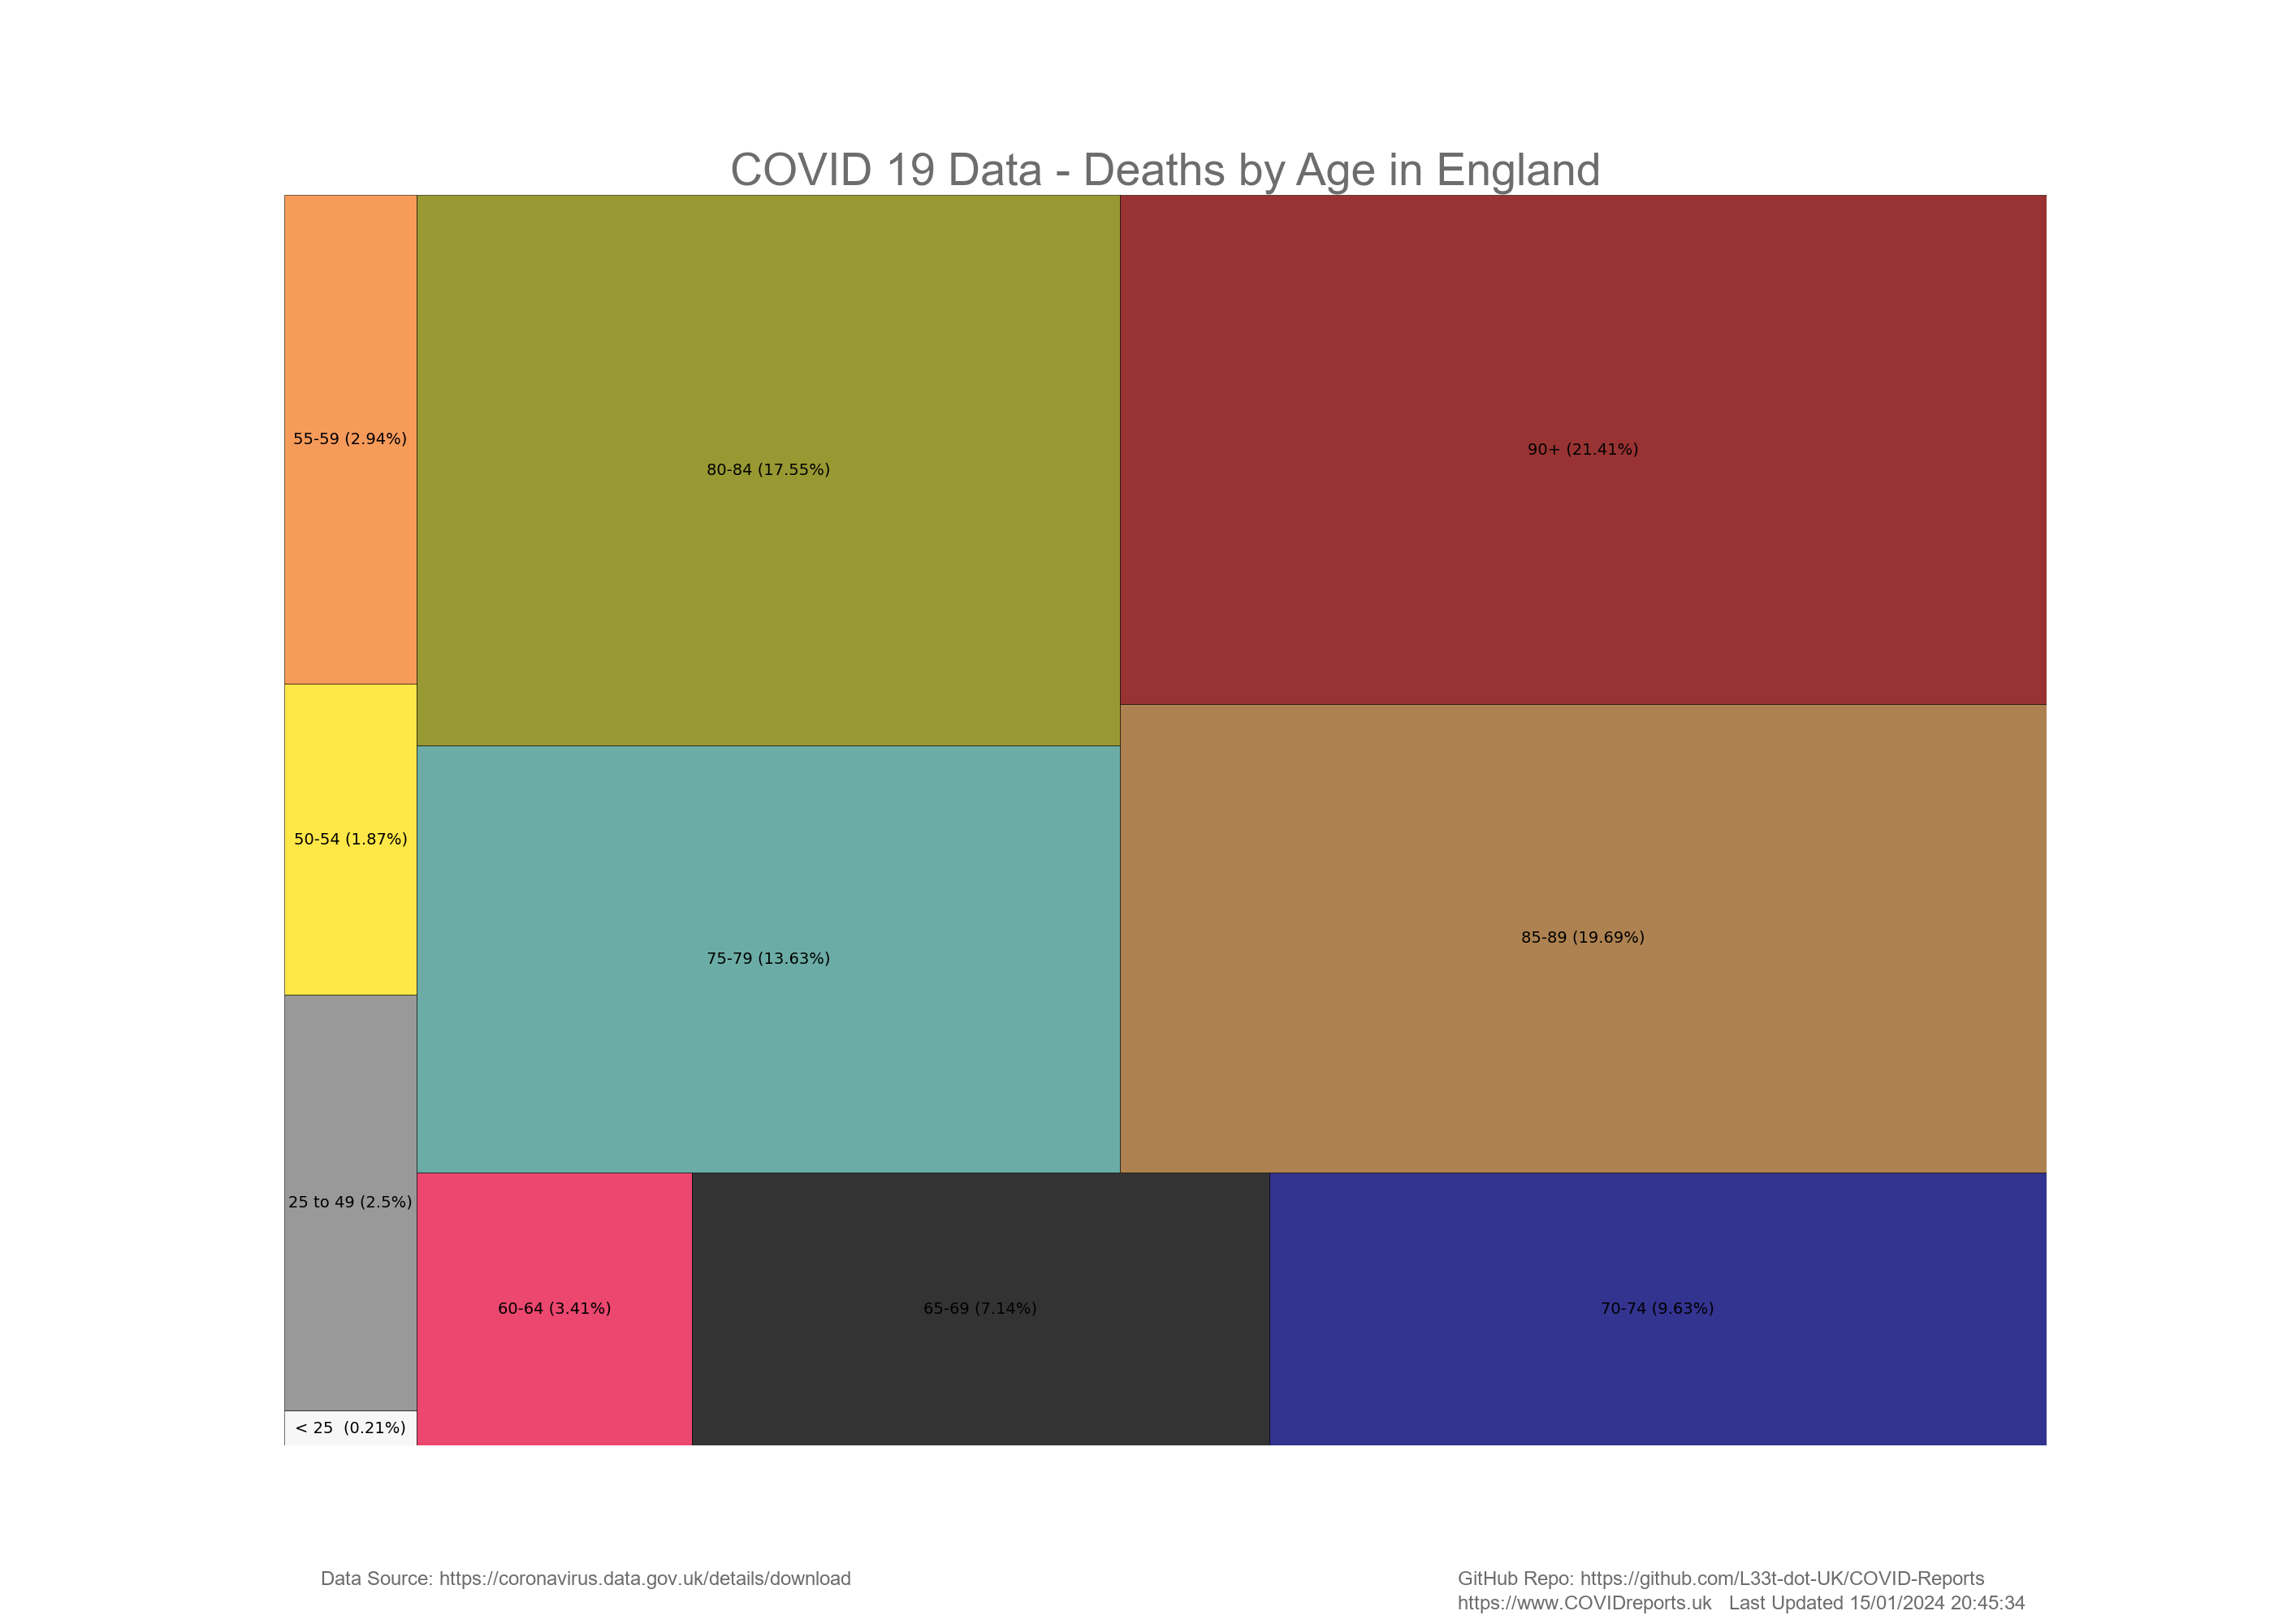 COVID 19 Data - Deaths by Age in England
55-59 (2.94%)
80-84 (17.55%)
90+ (21.41%)
50-54 (1.87%)
75-79 (13.63%)
85-89 (19.69%)
25 to 49 (2.5%)
60-64 (3.41%)
65-69 (7.14%)
70-74 (9.63%)
< 25  (0.21%)
Data Source: https://coronavirus.data.gov.uk/details/download
GitHub Repo: https://github.com/L33t-dot-UK/COVID-Reports
https://www.COVIDreports.uk   Last Updated 15/01/2024 20:45:34